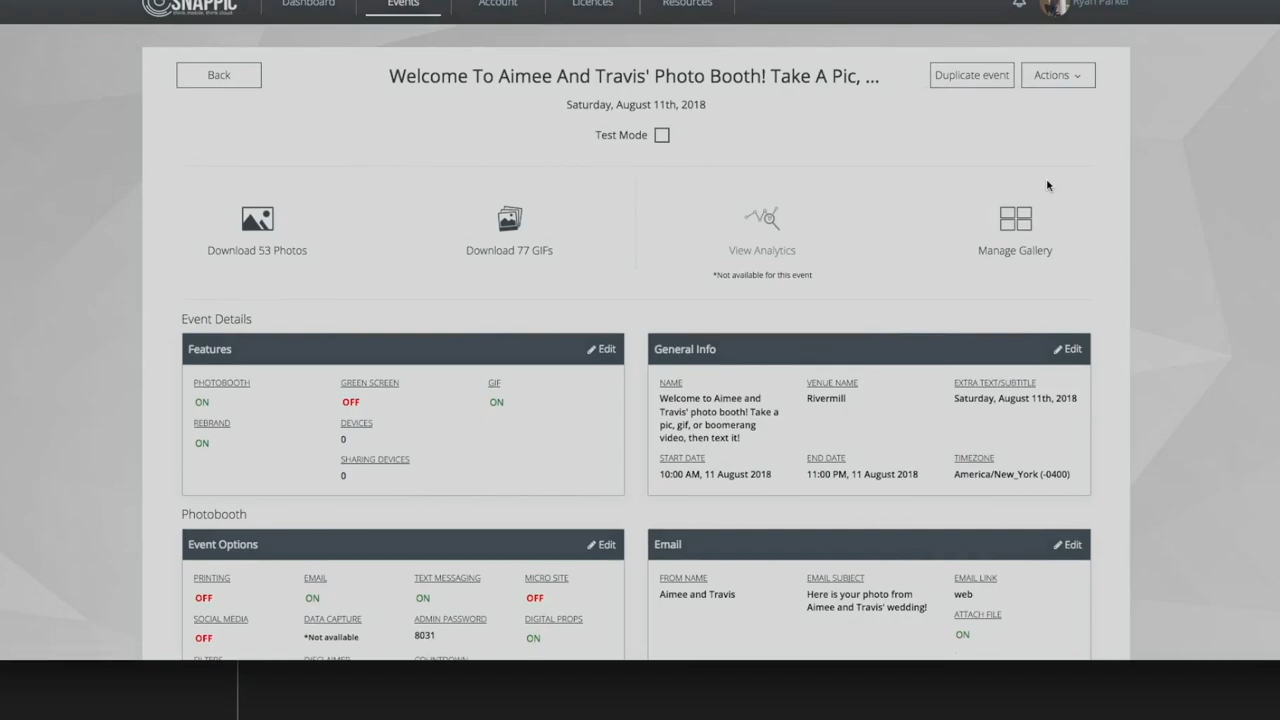 SNAPPIC
think mobile, think cloud
Dashboard
Events
Account
Licences
Resources
Ryan Parker
Back
Welcome To Aimee And Travis' Photo Booth! Take A Pic, ...
Duplicate event
Actions
Saturday, August 11th, 2018
Test Mode
Download 53 Photos
Download 77 GIFs
View Analytics
*Not available for this event
Manage Gallery
Event Details
Features
Edit
PHOTOBOOTH
ON
GREEN SCREEN
OFF
GIF
ON
REBRAND
ON
DEVICES
0
SHARING DEVICES
0
General Info
Edit
NAME
Welcome to Aimee and
Travis' photo booth! Take a
pic, gif, or boomerang
video, then text it!
VENUE NAME
Rivermill
EXTRA TEXT/SUBTITLE
Saturday, August 11th, 2018
START DATE
10:00 AM, 11 August 2018
END DATE
11:00 PM, 11 August 2018
TIMEZONE
America/New_York (-0400)
Photobooth
Event Options
Edit
PRINTING
OFF
EMAIL
ON
TEXT MESSAGING
ON
MICRO SITE
OFF
SOCIAL MEDIA
OFF
DATA CAPTURE
*Not available
ADMIN PASSWORD
8031
DIGITAL PROPS
ON
FILTERS
DISCLAIMER
COUNTDOWN
Email
Edit
FROM NAME
Aimee and Travis
EMAIL SUBJECT
Here is your photo from
Aimee and Travis' wedding!
EMAIL LINK
web
ATTACH FILE
ON